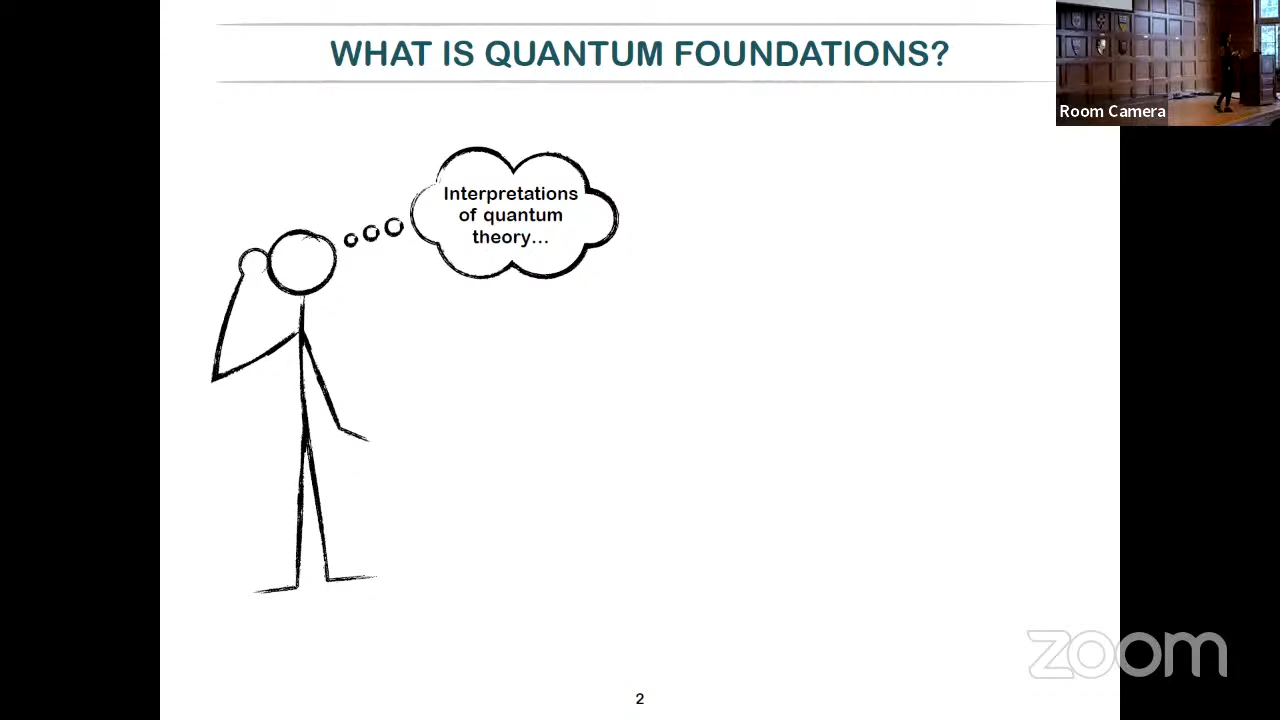 WHAT IS QUANTUM FOUNDATIONS?
Room Camera
Interpretations
of quantum
theory...
zoom
2